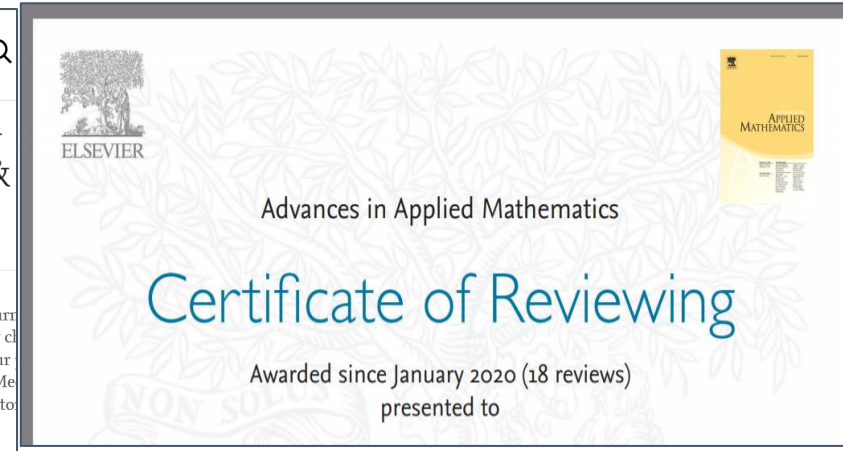 ELSEVIER
APPLIED
MATHEMATICS
Advances in Applied Mathematics
Certificate of Reviewing
Awarded since January 2020 (18 reviews)
presented to
NON SOLUS
&